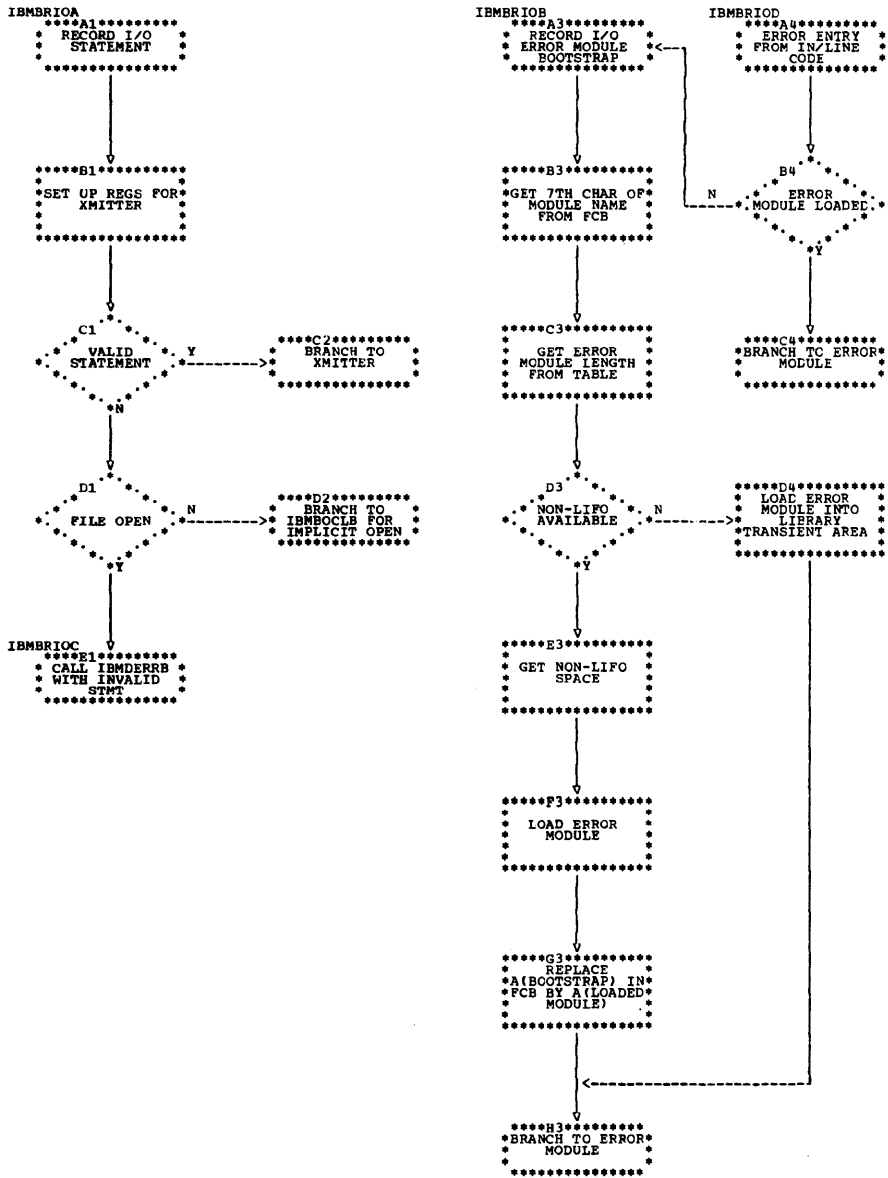 IBMBRIOA
A1
RECORD I/O
STATEMENT
B1
SET UP REGS FOR
XMITTER
C1
VALID
STATEMENT
Y
N
C2
BRANCH TO
XMITTER
D1
FILE OPEN
N
Y
D2
BRANCH TO
IBMBOCLB FOR
IMPLICIT OPEN
IBMBRIOC
E1
CALL IBMDERRB
WITH INVALID
STMT
IBMBRIOB
A3
RECORD I/O
ERROR MODULE
BOOTSTRAP
B3
GET 7TH CHAR OF
MODULE NAME
FROM FCB
C3
GET ERROR
MODULE LENGTH
FROM TABLE
D3
NON-LIFO
AVAILABLE
N
Y
D4
LOAD ERROR
MODULE INTO
LIBRARY
TRANSIENT AREA
E3
GET NON-LIFO
SPACE
F3
LOAD ERROR
MODULE
G3
REPLACE
A(BOOTSTRAP) IN
FCB BY A(LOADED
MODULE)
H3
BRANCH TO ERROR
MODULE
IBMBRIOD
A4
ERROR ENTRY
FROM IN/LINE
CODE
B4
ERROR
MODULE LOADED
N
Y
C4
BRANCH TO ERROR
MODULE